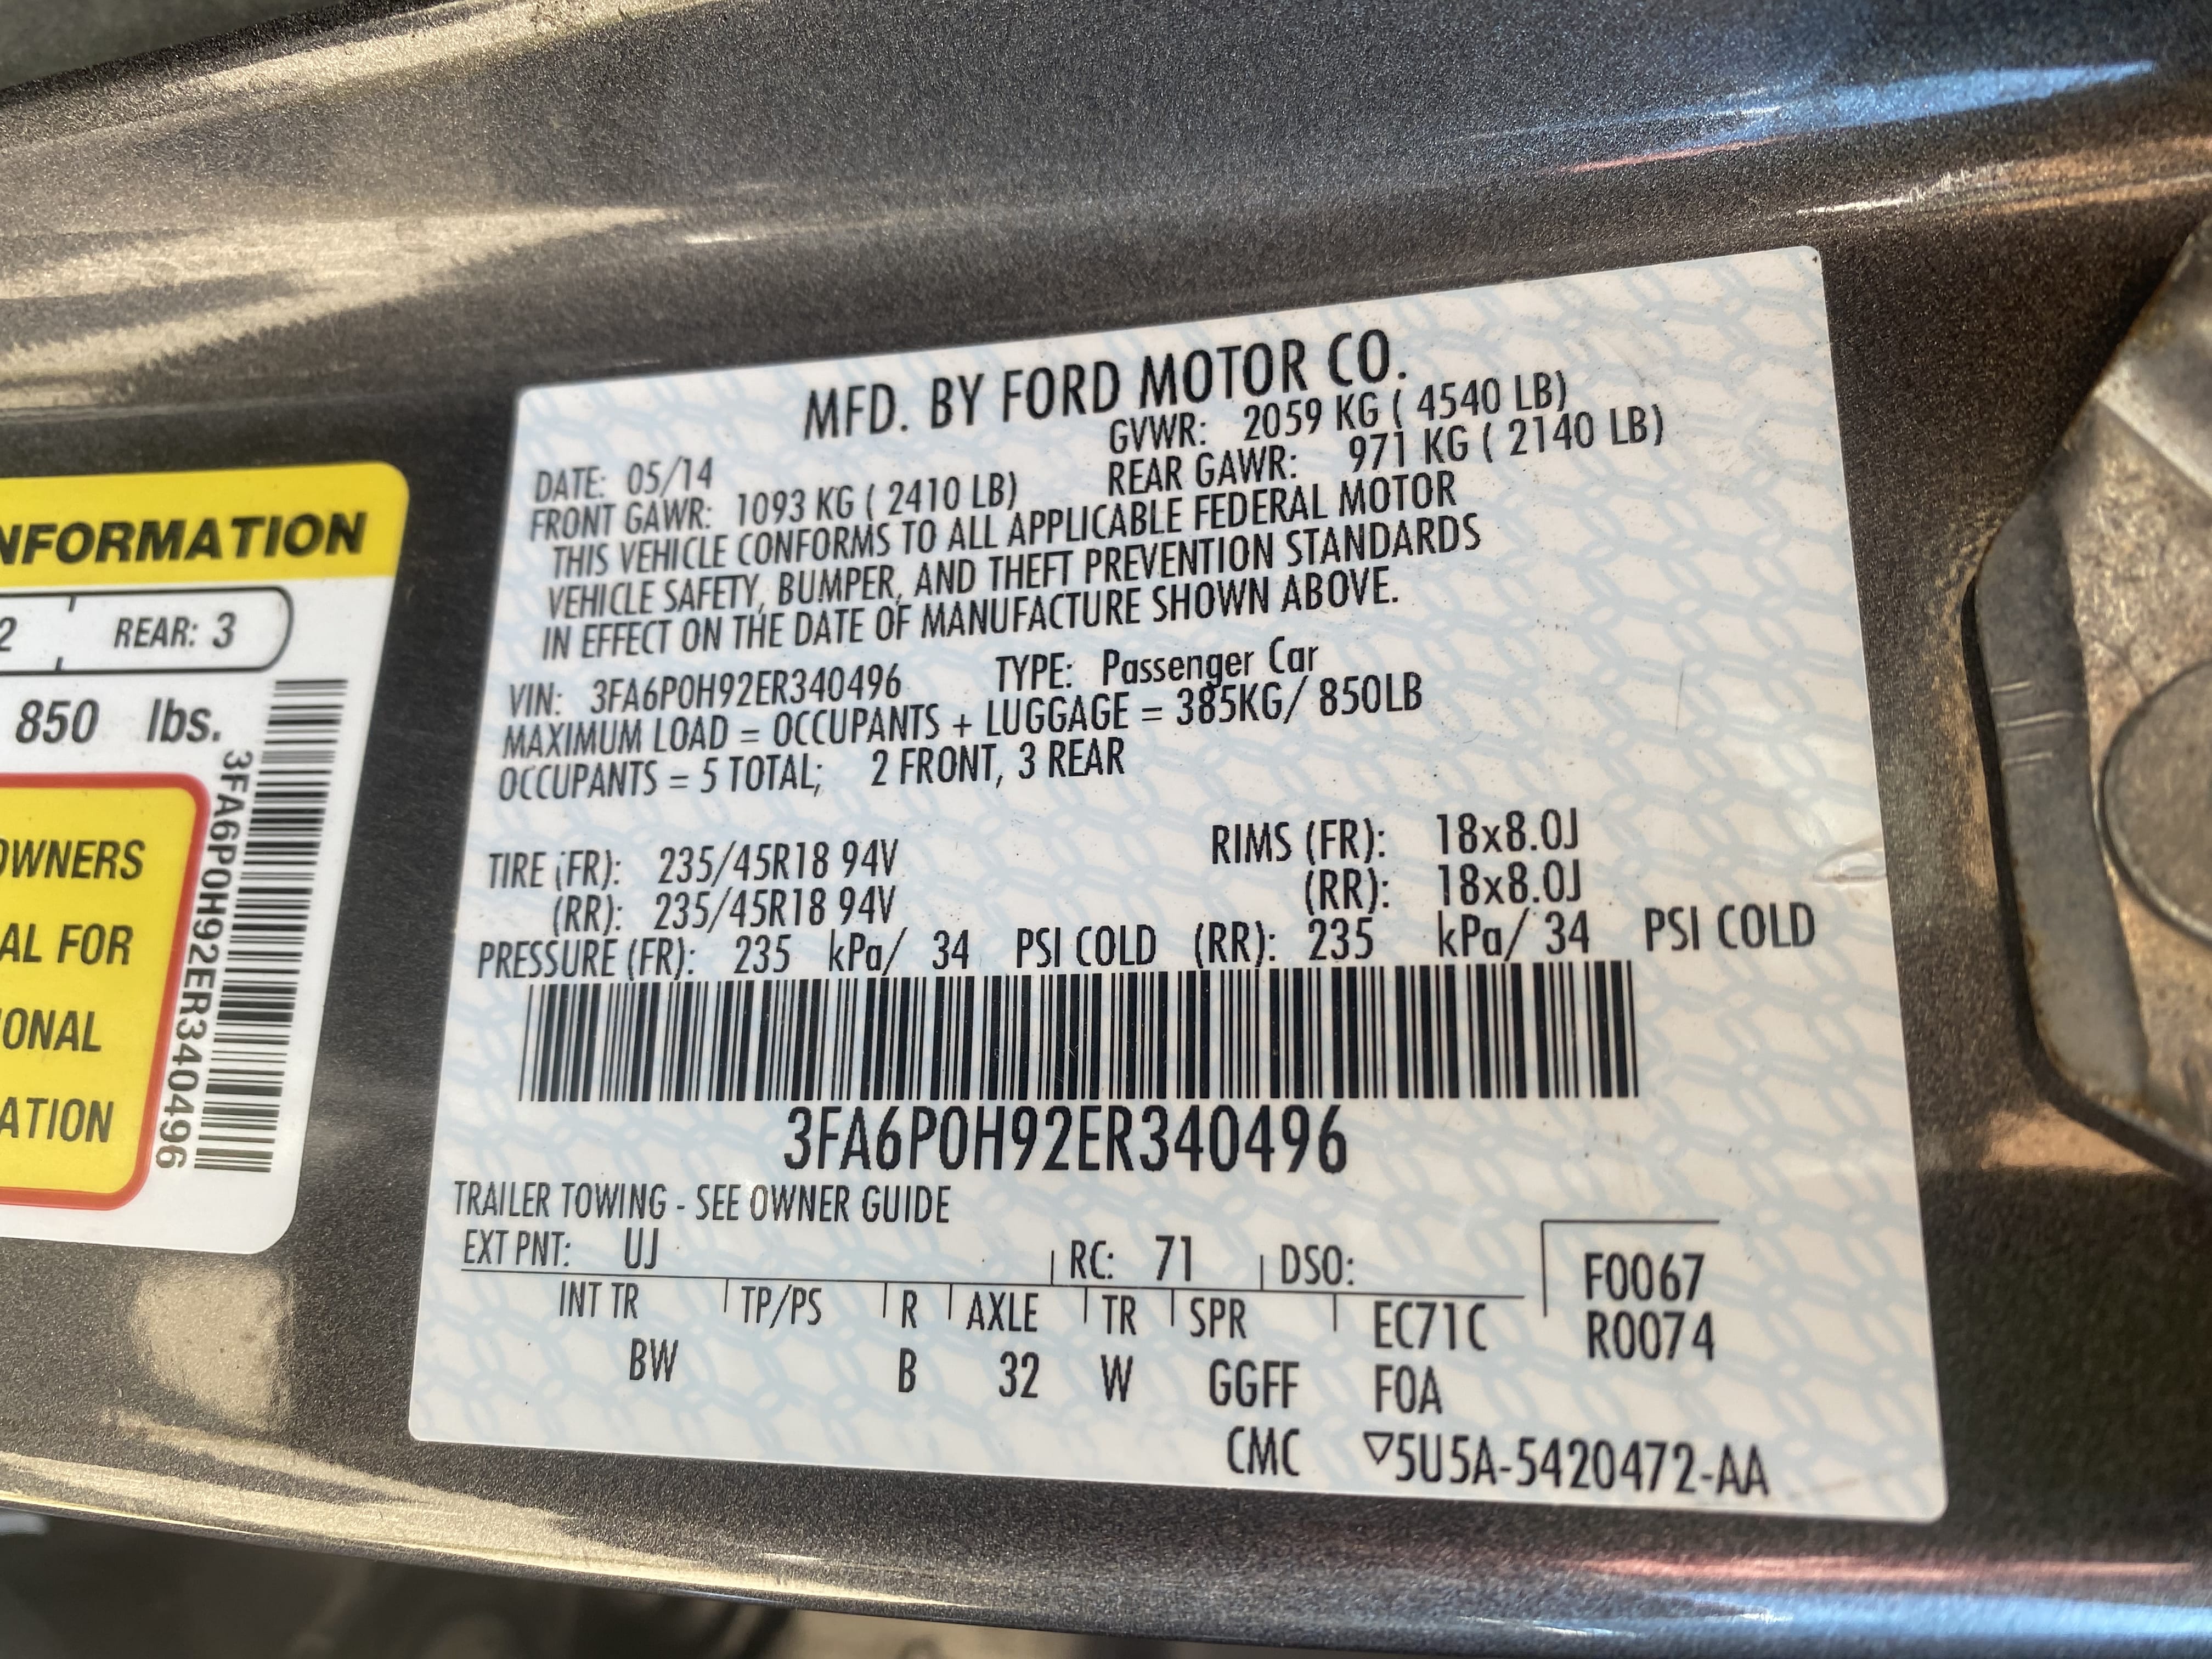 MFD. BY FORD MOTOR CO.
DATE: 05/14 GVWR: 2059 KG ( 4540 LB)
FRONT GAWR: 1093 KG ( 2410 LB) REAR GAWR: 971 KG ( 2140 LB)
THIS VEHICLE CONFORMS TO ALL APPLICABLE FEDERAL MOTOR
VEHICLE SAFETY, BUMPER, AND THEFT PREVENTION STANDARDS
IN EFFECT ON THE DATE OF MANUFACTURE SHOWN ABOVE.
VIN: 3FA6P0H92ER340496 TYPE: Passenger Car
MAXIMUM LOAD = OCCUPANTS + LUGGAGE = 385KG/ 850LB
OCCUPANTS = 5 TOTAL; 2 FRONT, 3 REAR
TIRE (FR): 235/45R18 94V RIMS (FR): 18x8.0J
(RR): 235/45R18 94V (RR): 18x8.0J
PRESSURE (FR): 235 kPa/ 34 PSI COLD (RR): 235 kPa/ 34 PSI COLD
3FA6P0H92ER340496
TRAILER TOWING - SEE OWNER GUIDE
EXT PNT: UJ RC: 71 DSO: F0067
INT TR TP/PS R AXLE TR SPR EC71C R0074
BW B 32 W GGFF F0A
CMC ▽5U5A-5420472-AA
NFORMATION
2 REAR: 3
850 lbs.
OWNERS
AL FOR
IONAL
ATION
3FA6P0H92ER340496